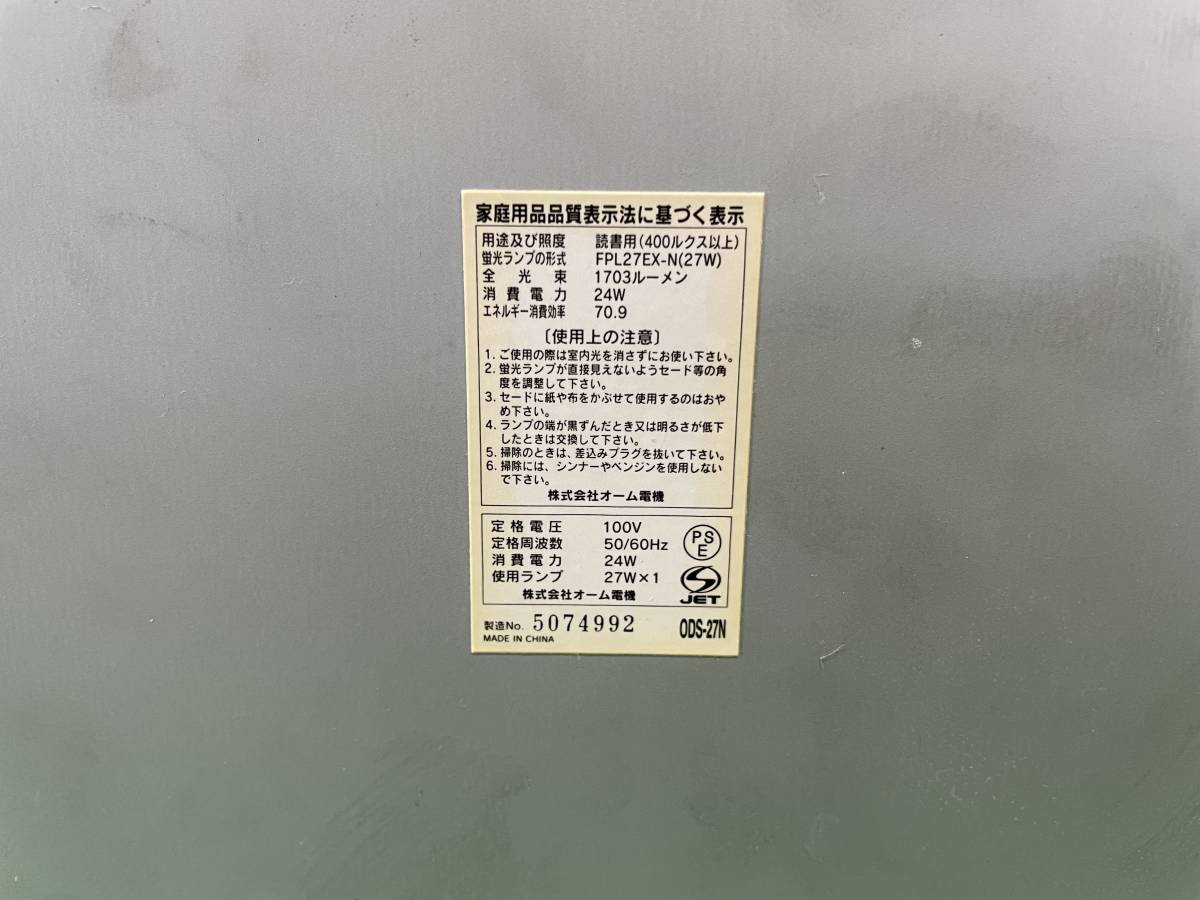 家庭用品品質表示法に基づく表示
用途及び照度 読書用(400ルクス以上)
蛍光ランプの形式 FPL27EX-N(27W)
全光束 1703ルーメン
消費電力 24W
エネルギー消費効率 70.9
〔使用上の注意〕
1. ご使用の際は室内光を消さずにお使い下さい。
2. 蛍光ランプが直接見えないようセード等の角
度を調整して下さい。
3. セードに紙や布をかぶせて使用するのはおや
め下さい。
4. ランプの端が黒ずんだとき又は明るさが低下
したときは交換して下さい。
5. 掃除のときは、差込みプラグを抜いて下さい。
6. 掃除には、シンナーやベンジンを使用しない
で下さい。
株式会社オーム電機
定格電圧 100V
定格周波数 50/60Hz
消費電力 24W
使用ランプ 27W×1
株式会社オーム電機
PS
E
JET
製造No. 5074992
MADE IN CHINA
ODS-27N